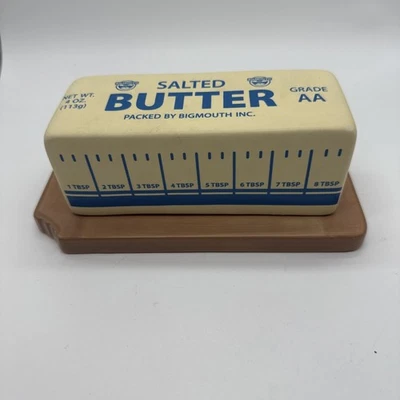 SALTED
BUTTER
PACKED BY BIGMOUTH INC.
NET WT.
4 OZ.
(113g)
GRADE
AA
1 TBSP 2 TBSP 3 TBSP 4 TBSP 5 TBSP 6 TBSP 7 TBSP 8 TBSP